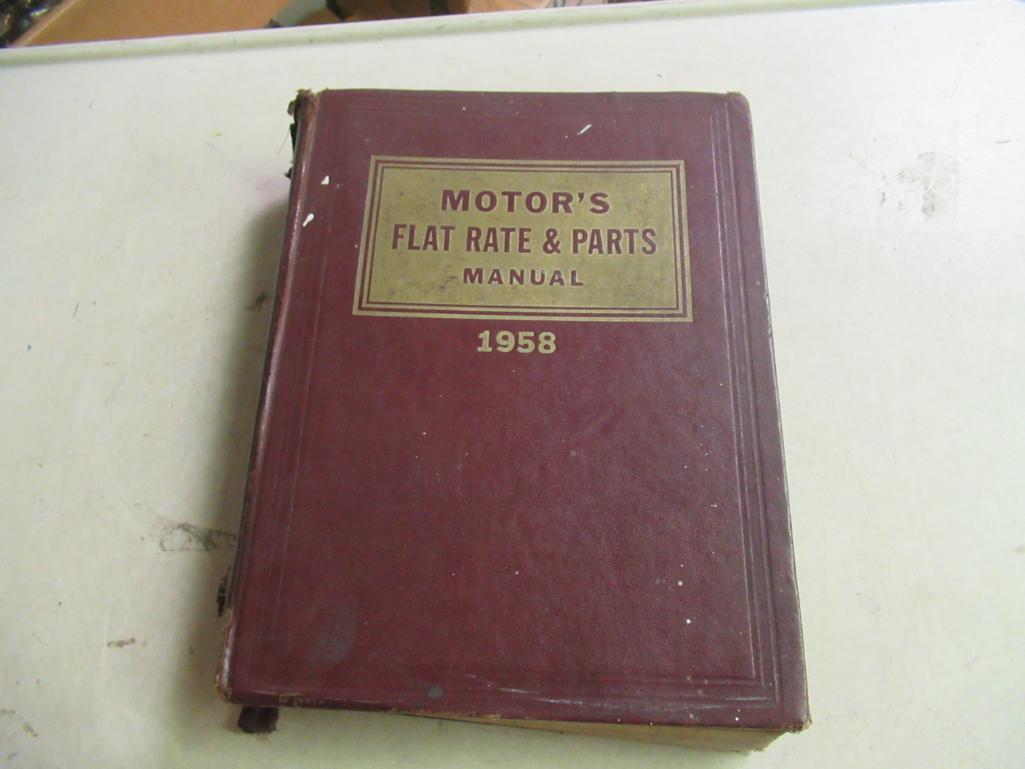 MOTOR'S
FLAT RATE & PARTS
MANUAL
1958